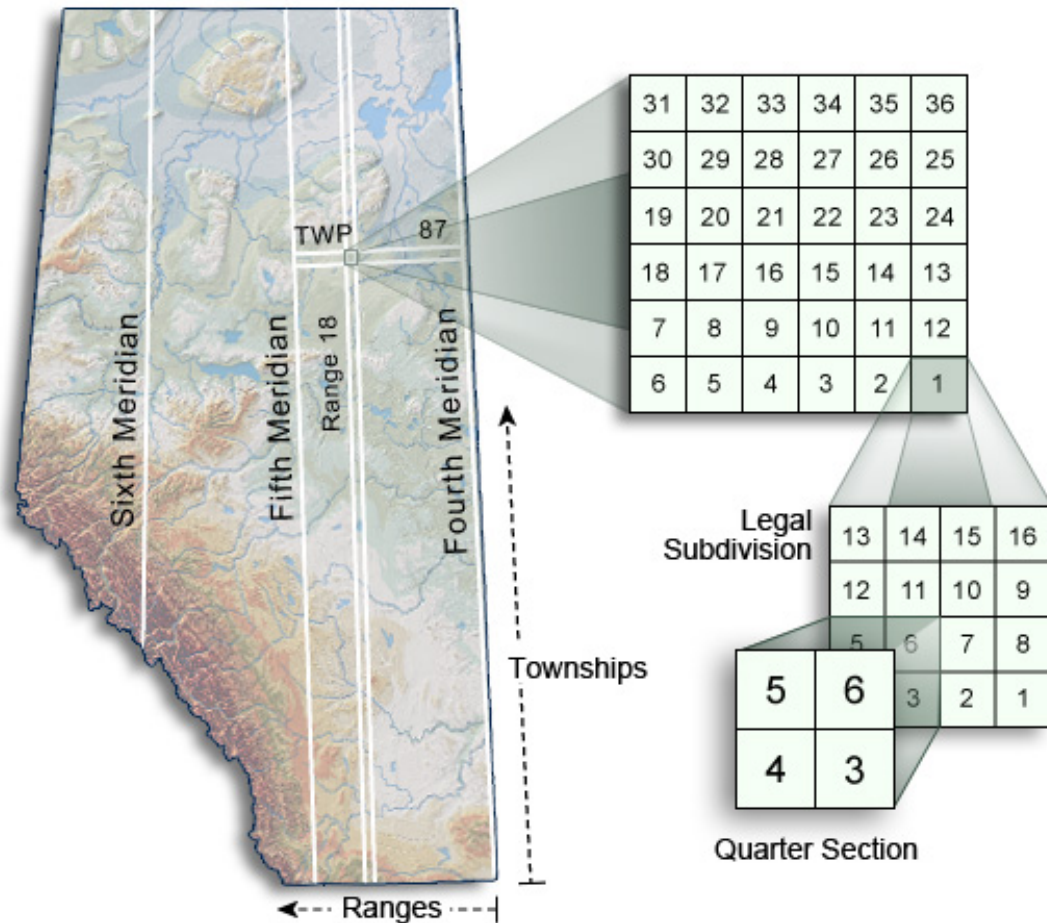 31 32 33 34 35 36
30 29 28 27 26 25
19 20 21 22 23 24
18 17 16 15 14 13
7 8 9 10 11 12
6 5 4 3 2 1
TWP 87
Range 18
Sixth Meridian
Fifth Meridian
Fourth Meridian
Legal
Subdivision
13 14 15 16
12 11 10 9
5 6 7 8
3 2 1
Townships
5 6
4 3
Quarter Section
Ranges